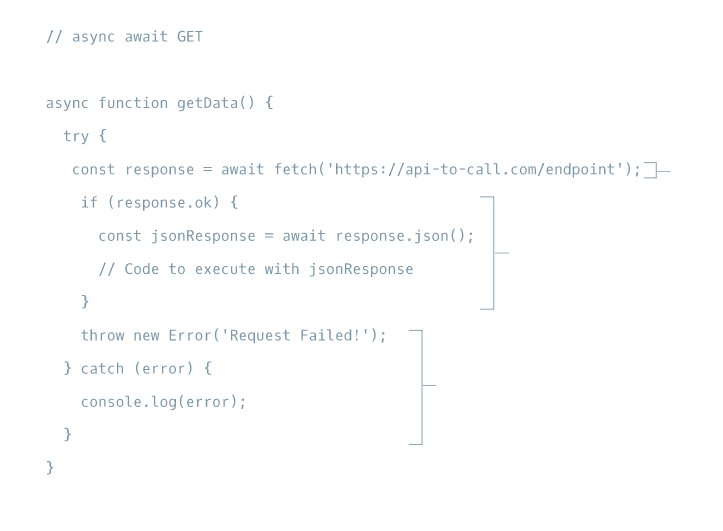 // async await GET
async function getData() {
try {
const response = await fetch('https://api-to-call.com/endpoint');
if (response.ok) {
const jsonResponse = await response.json();
// Code to execute with jsonResponse
}
throw new Error('Request Failed!');
} catch (error) {
console.log(error);
}
}